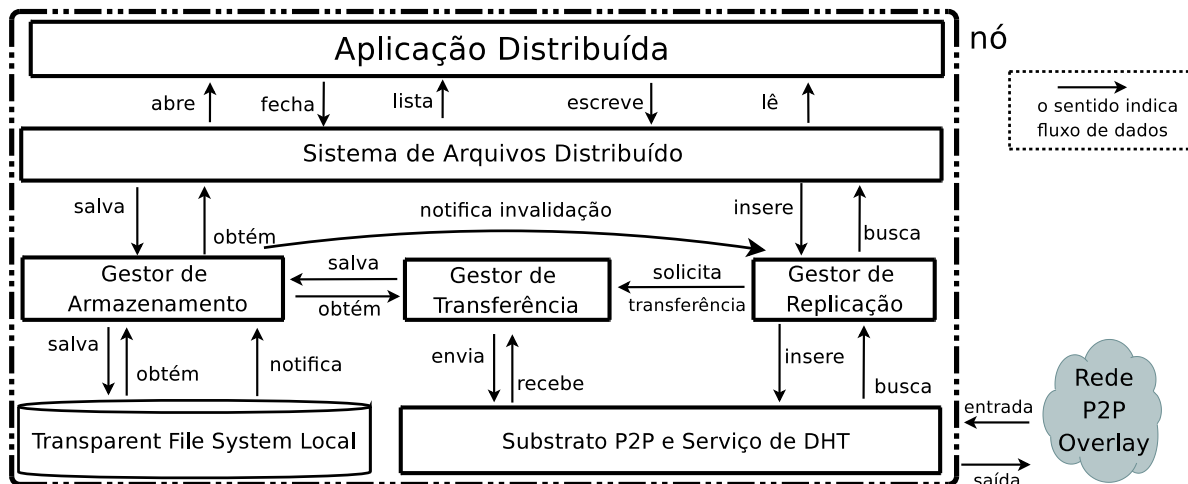 Aplicação Distribuída
nó
abre
fecha
lista
escreve
lê
o sentido indica
fluxo de dados
Sistema de Arquivos Distribuído
salva
obtém
notifica invalidação
insere
busca
Gestor de
Armazenamento
salva
obtém
Gestor de
Transferência
solicita
transferência
Gestor de
Replicação
salva
obtém
notifica
envia
recebe
insere
busca
Transparent File System Local
Substrato P2P e Serviço de DHT
entrada
saída
Rede
P2P
Overlay